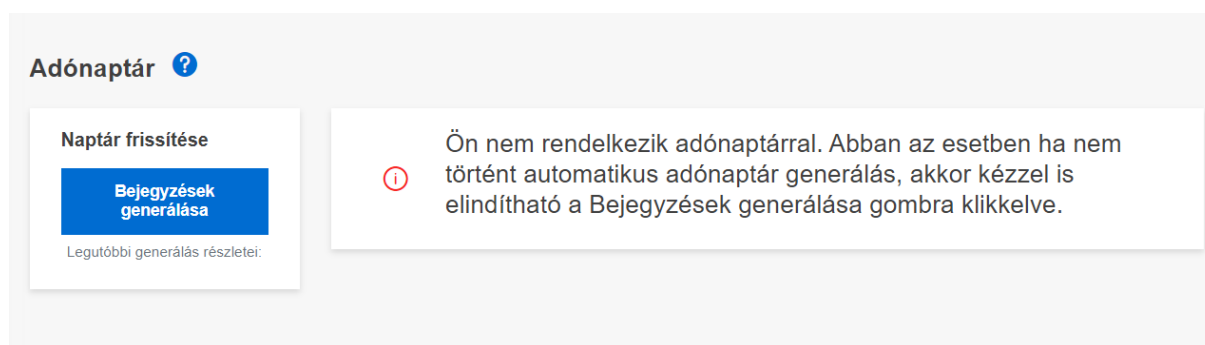 Adónaptár ?
Naptár frissítése
Bejegyzések
generálása
Legutóbbi generálás részletei:
Ön nem rendelkezik adónaptárral. Abban az esetben ha nem
történt automatikus adónaptár generálás, akkor kézzel is
elindítható a Bejegyzések generálása gombra klikkelve.